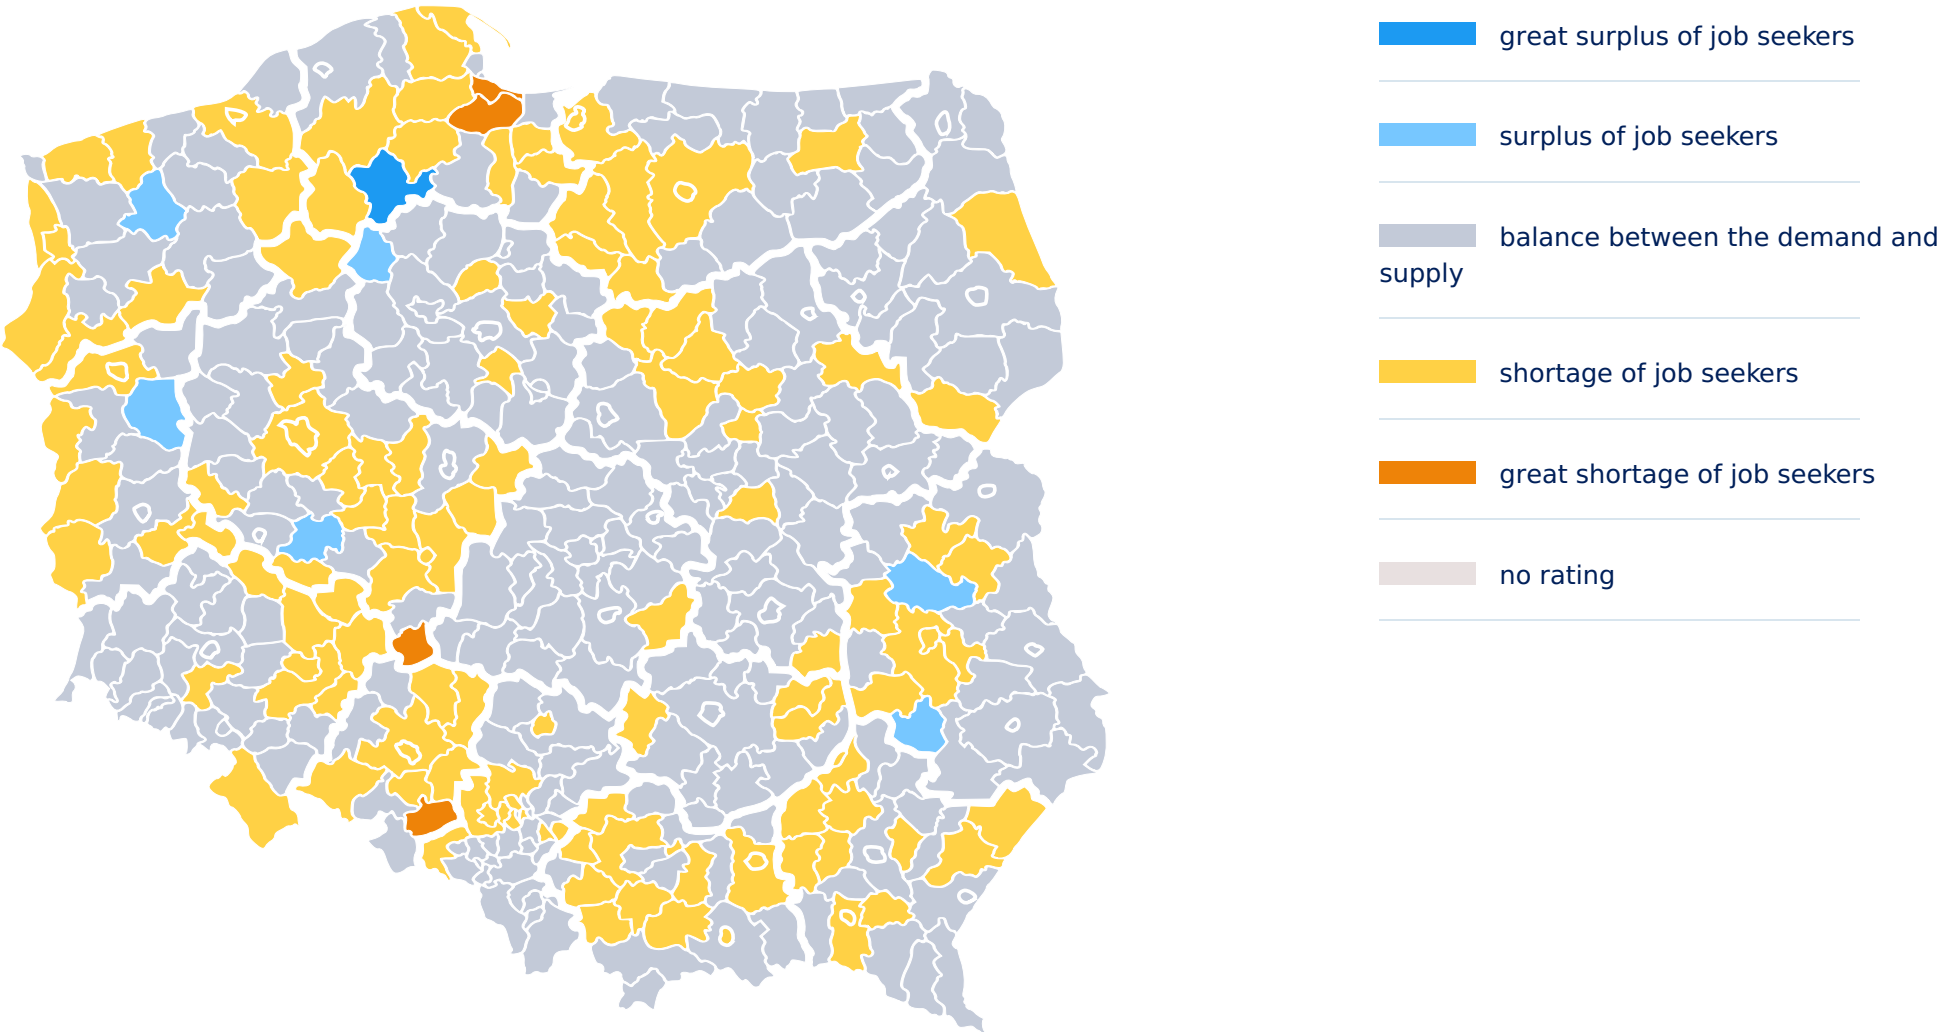 great surplus of job seekers
surplus of job seekers
balance between the demand and
supply
shortage of job seekers
great shortage of job seekers
no rating